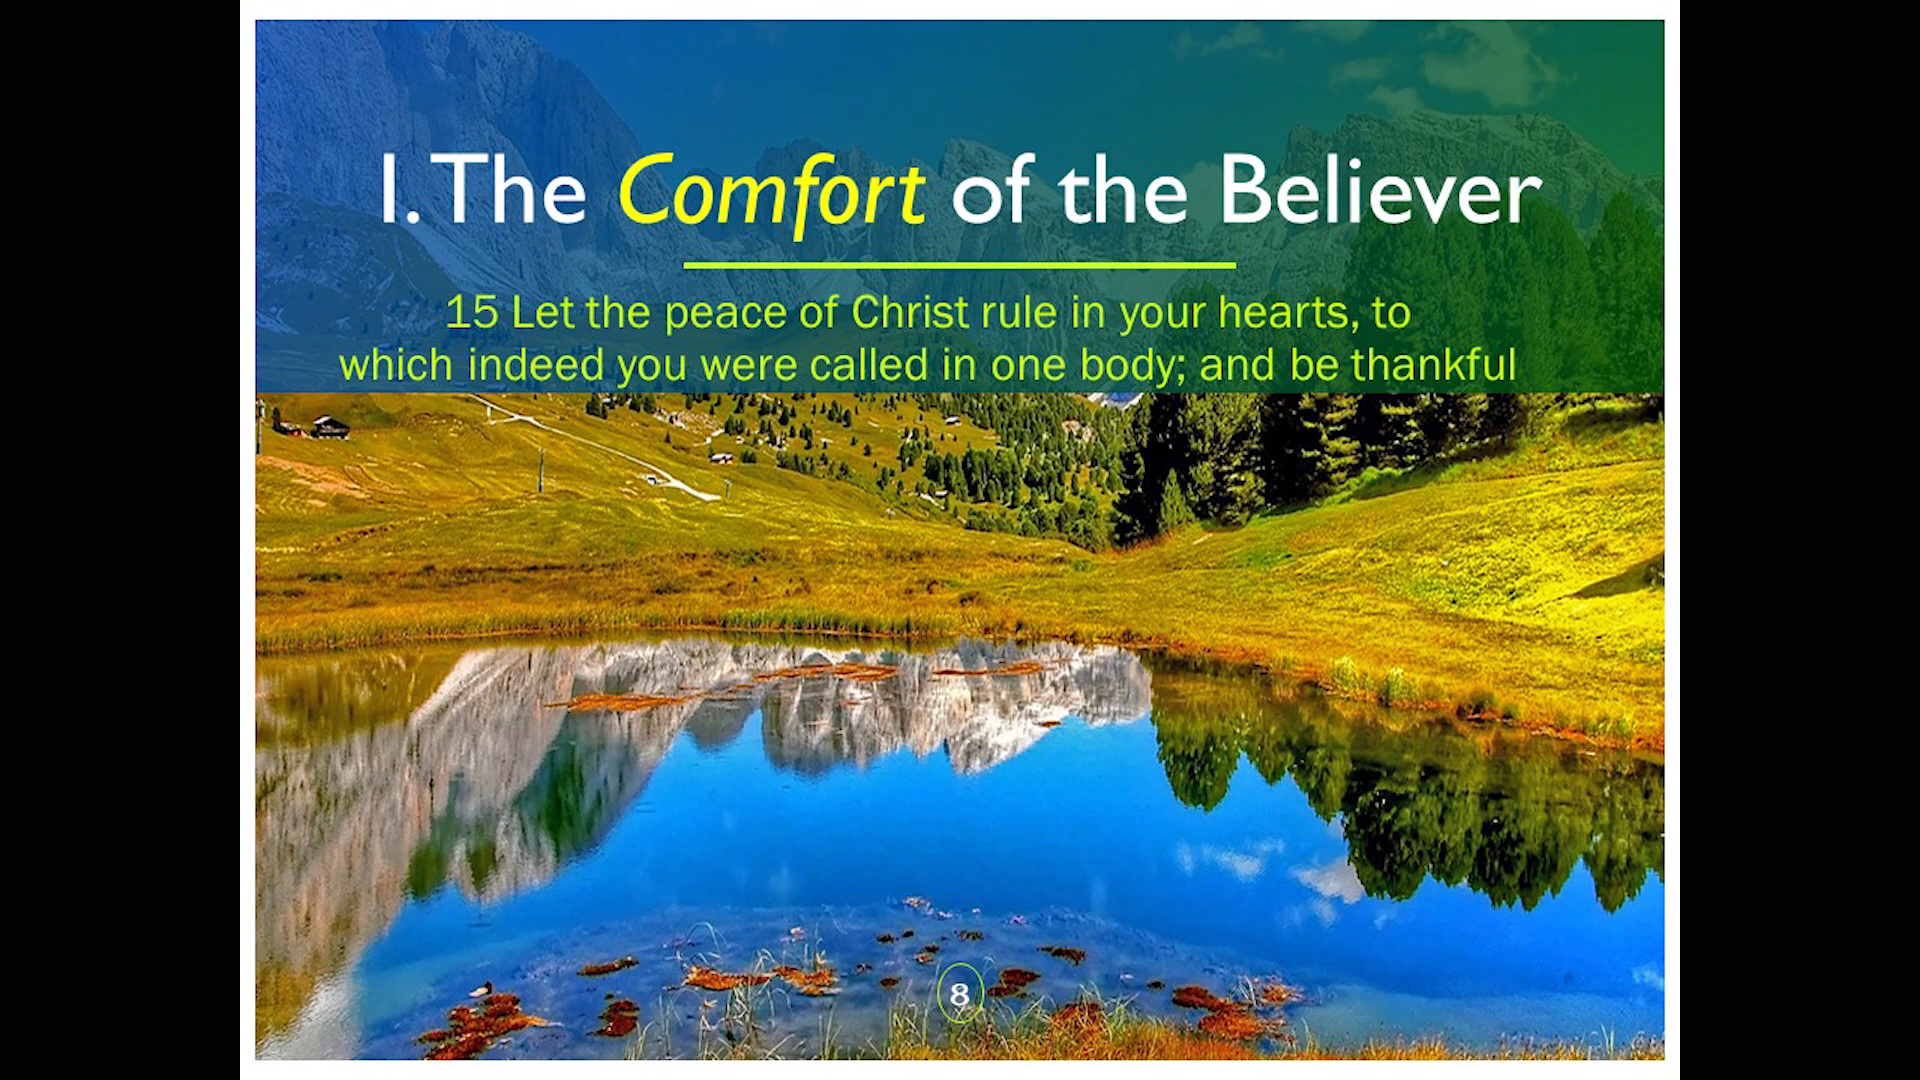 I. The Comfort of the Believer
15 Let the peace of Christ rule in your hearts, to
which indeed you were called in one body; and be thankful
8